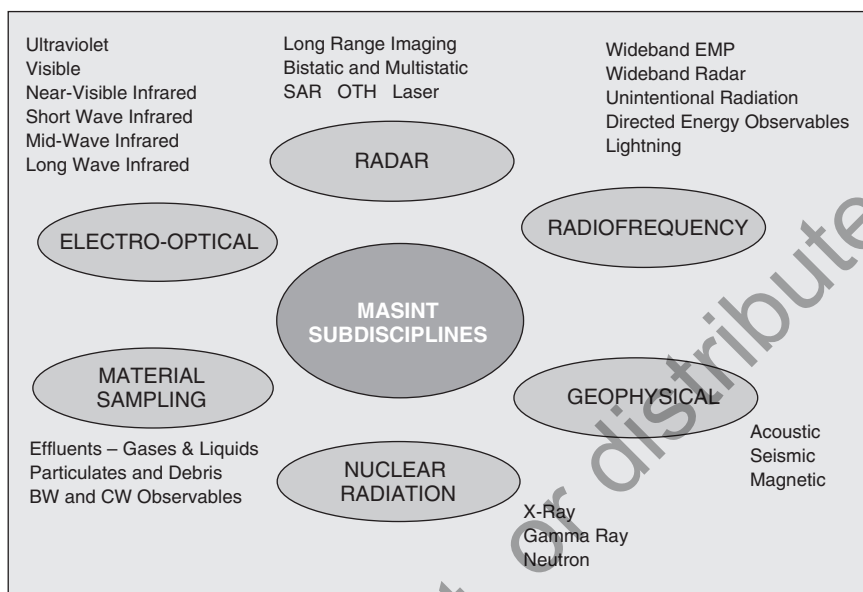 Ultraviolet
Visible
Near-Visible Infrared
Short Wave Infrared
Mid-Wave Infrared
Long Wave Infrared
Long Range Imaging
Bistatic and Multistatic
SAR OTH Laser
Wideband EMP
Wideband Radar
Unintentional Radiation
Directed Energy Observables
Lightning
RADAR
ELECTRO-OPTICAL
RADIOFREQUENCY
MASINT
SUBDISCIPLINES
MATERIAL
SAMPLING
GEOPHYSICAL
Effluents – Gases & Liquids
Particulates and Debris
BW and CW Observables
NUCLEAR
RADIATION
Acoustic
Seismic
Magnetic
X-Ray
Gamma Ray
Neutron
or distribute